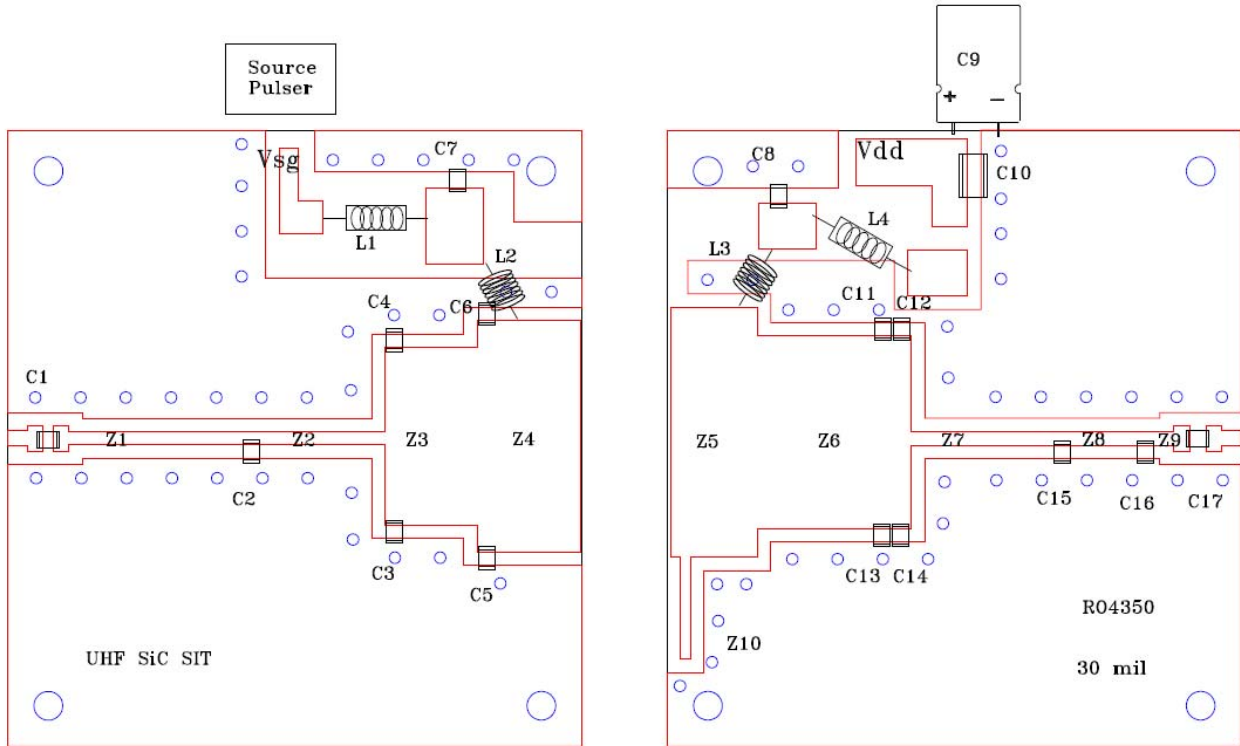 Source
Pulser
C9
+ −
Vsg
C7
L1
L2
C4
C6
C1
Z1
Z2
Z3
Z4
C2
C3
C5
UHF SiC SIT
C8
Vdd
C10
L4
L3
C11
C12
Z5
Z6
Z7
Z8
Z9
C15
C16
C17
C13
C14
Z10
RO4350
30 mil